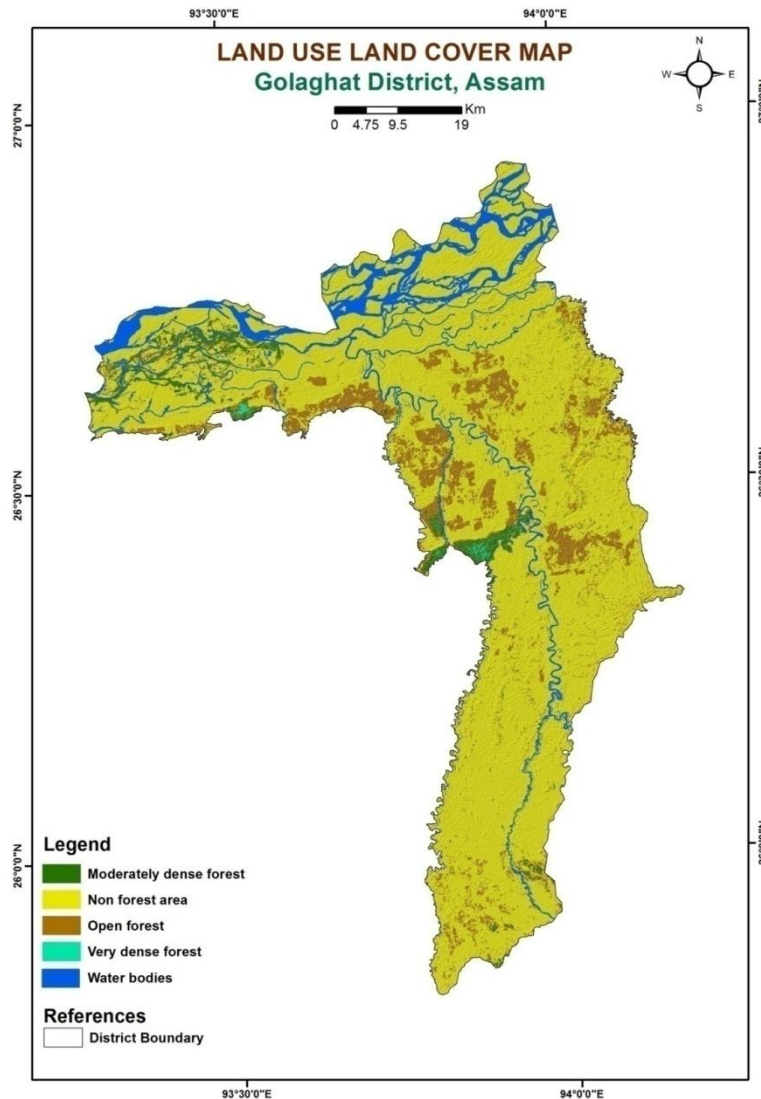 93°30'0"E 94°0'0"E
LAND USE LAND COVER MAP
Golaghat District, Assam
Km
0 4.75 9.5 19
N
W E
S
27°0'0"N
26°30'0"N
26°0'0"N
Legend
Moderately dense forest
Non forest area
Open forest
Very dense forest
Water bodies
References
District Boundary
93°30'0"E 94°0'0"E